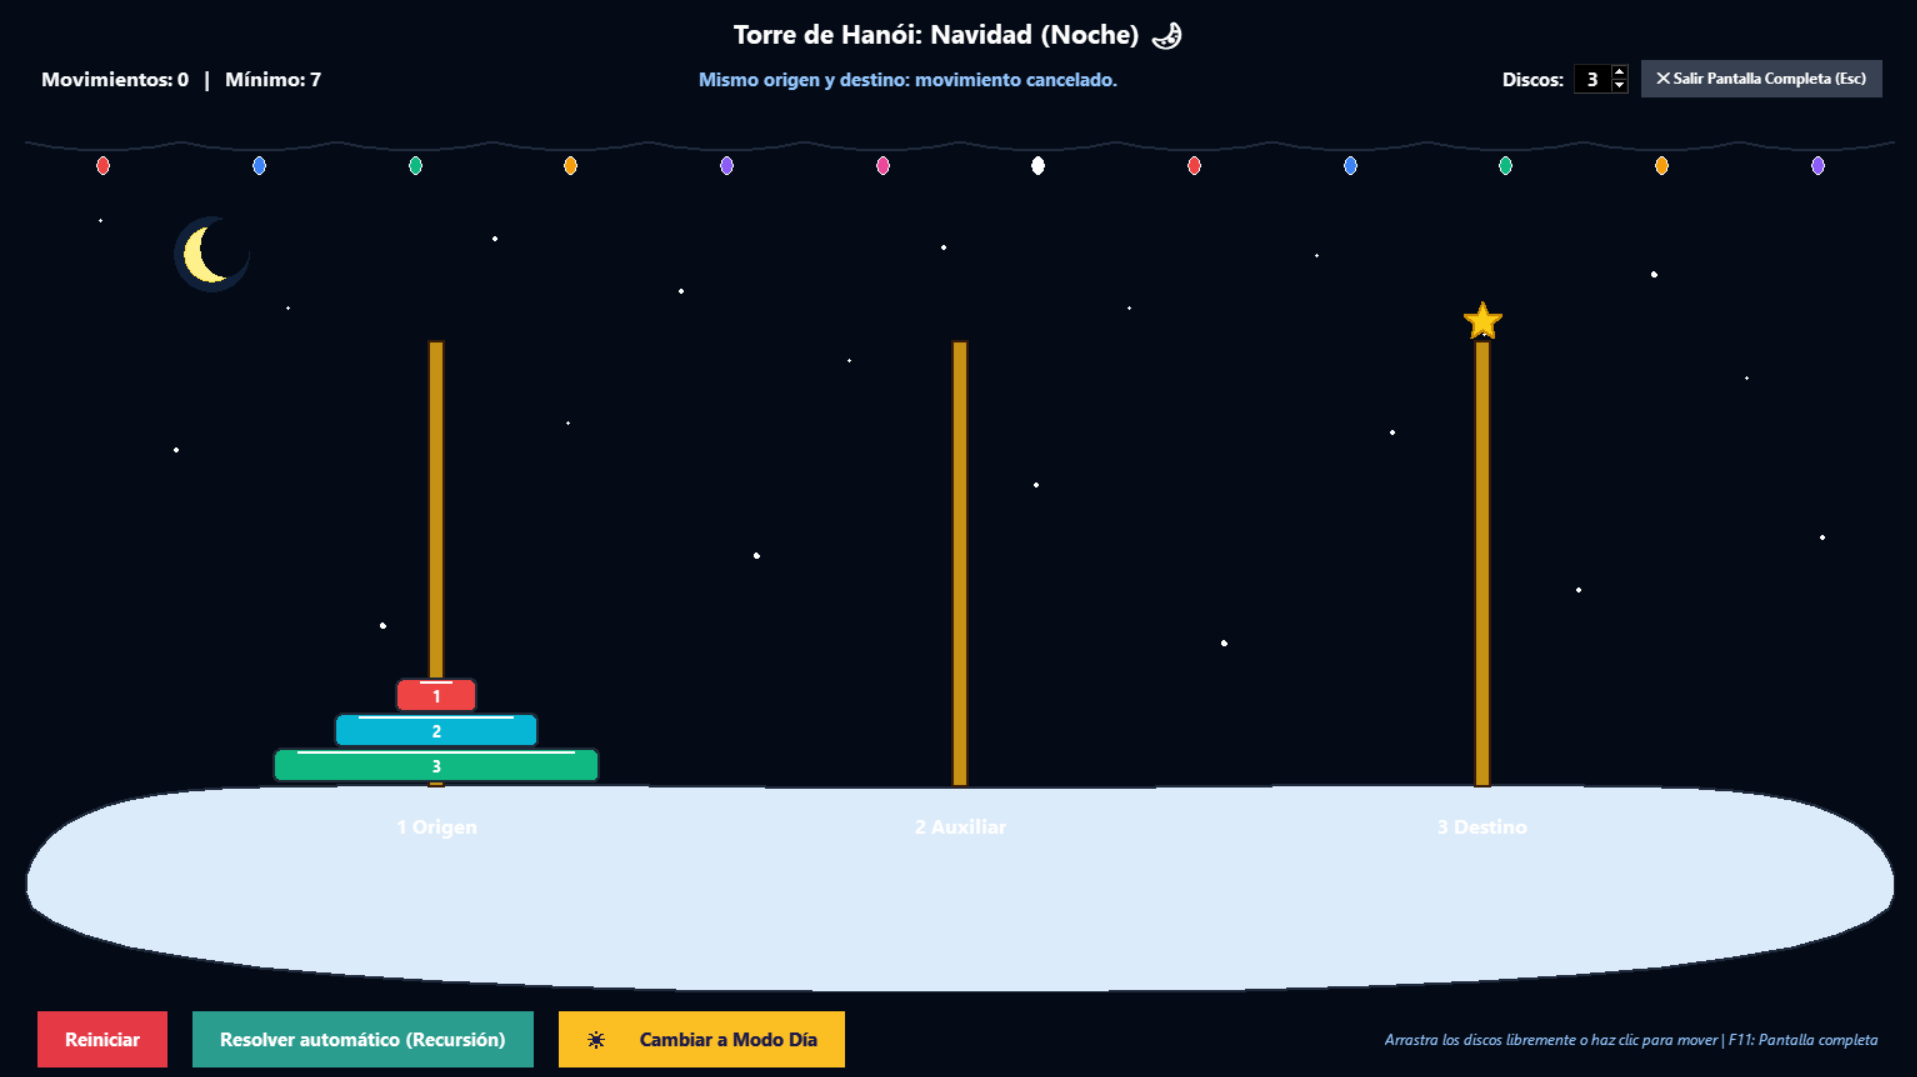 Torre de Hanói: Navidad (Noche) 🌙
Movimientos: 0 | Mínimo: 7
Mismo origen y destino: movimiento cancelado.
Discos: 3
✕ Salir Pantalla Completa (Esc)
1
2
3
1 Origen
2 Auxiliar
3 Destino
Reiniciar
Resolver automático (Recursión)
☀ Cambiar a Modo Día
Arrastra los discos libremente o haz clic para mover | F11: Pantalla completa